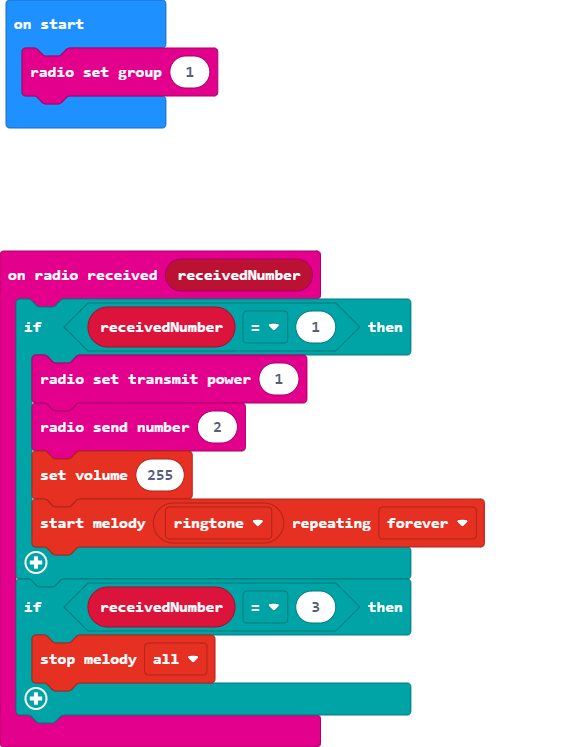 on start
radio set group 1
on radio received receivedNumber
if receivedNumber = 1 then
radio set transmit power 1
radio send number 2
set volume 255
start melody ringtone repeating forever
if receivedNumber = 3 then
stop melody all